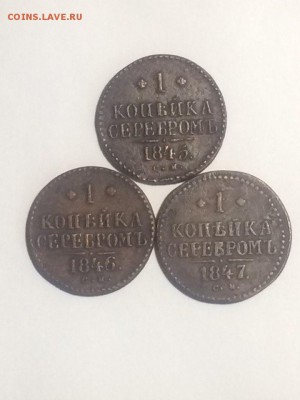 COINS.LAVE.RU
1
КОПѢЙКА
СЕРЕБРОМЪ
1845.
С.М.
1
КОПѢЙКА
СЕРЕБРОМЪ
1846.
1
КОПѢЙКА
СЕРЕБРОМЪ
1847.